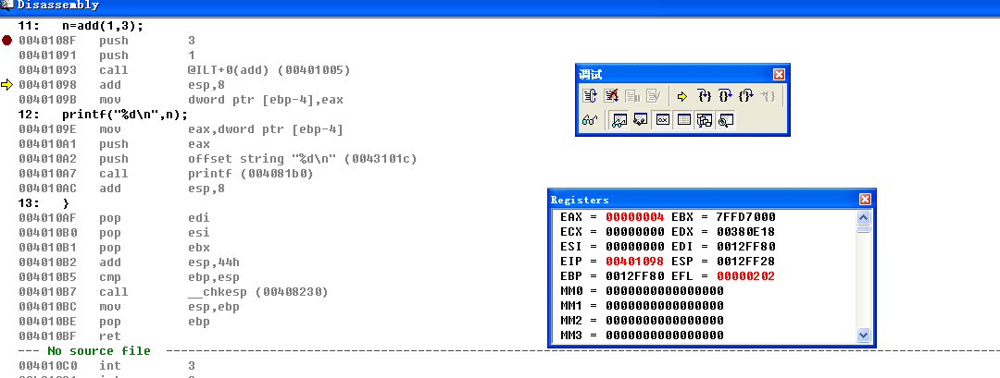 Disassembly
11: n=add(1,3);
0040108F push 3
00401091 push 1
00401093 call @ILT+0(add) (00401005)
00401098 add esp,8
0040109B mov dword ptr [ebp-4],eax
12: printf("%d\n",n);
0040109E mov eax,dword ptr [ebp-4]
004010A1 push eax
004010A2 push offset string "%d\n" (0043101c)
004010A7 call printf (004081b0)
004010AC add esp,8
13: }
004010AF pop edi
004010B0 pop esi
004010B1 pop ebx
004010B2 add esp,44h
004010B5 cmp ebp,esp
004010B7 call __chkesp (00408230)
004010BC mov esp,ebp
004010BE pop ebp
004010BF ret
--- No source file ---
004010C0 int 3
调试
Registers
EAX = 00000004 EBX = 7FFD7000
ECX = 00000000 EDX = 00380E18
ESI = 00000000 EDI = 0012FF80
EIP = 00401098 ESP = 0012FF28
EBP = 0012FF80 EFL = 00000202
MM0 = 0000000000000000
MM1 = 0000000000000000
MM2 = 0000000000000000
MM3 = 0000000000000000